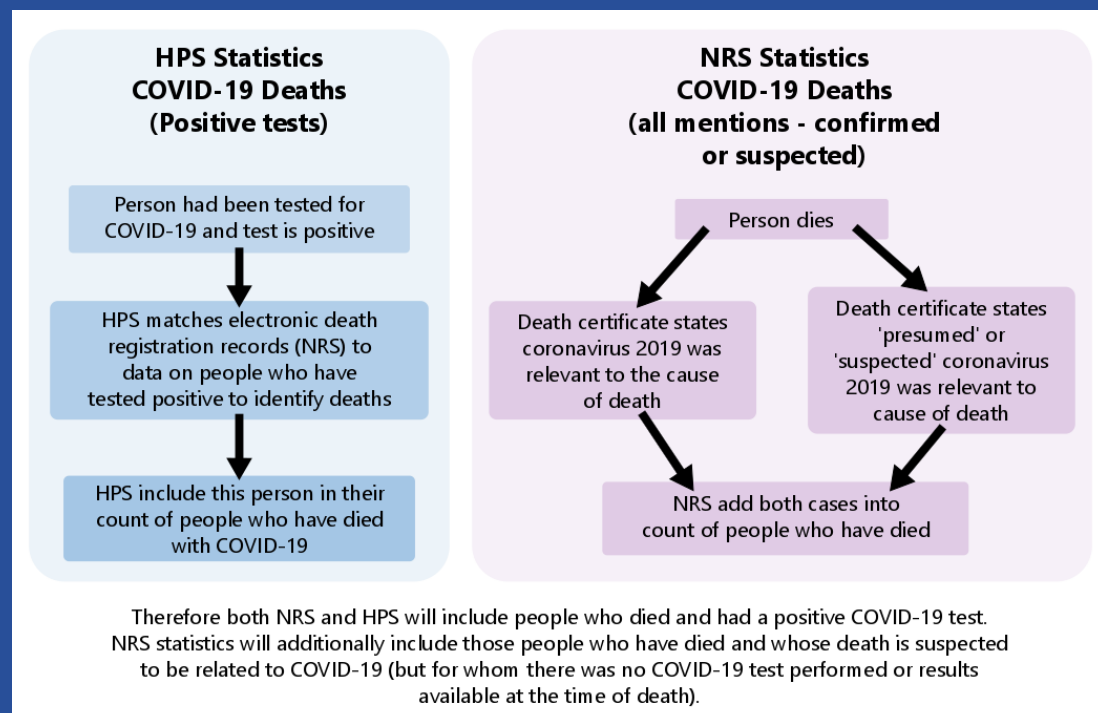 HPS Statistics
COVID-19 Deaths
(Positive tests)
Person had been tested for
COVID-19 and test is positive
HPS matches electronic death
registration records (NRS) to
data on people who have
tested positive to identify deaths
HPS include this person in their
count of people who have died
with COVID-19
NRS Statistics
COVID-19 Deaths
(all mentions - confirmed
or suspected)
Person dies
Death certificate states
coronavirus 2019 was
relevant to the cause
of death
Death certificate states
'presumed' or
'suspected' coronavirus
2019 was relevant to
cause of death
NRS add both cases into
count of people who have died
Therefore both NRS and HPS will include people who died and had a positive COVID-19 test.
NRS statistics will additionally include those people who have died and whose death is suspected
to be related to COVID-19 (but for whom there was no COVID-19 test performed or results
available at the time of death).